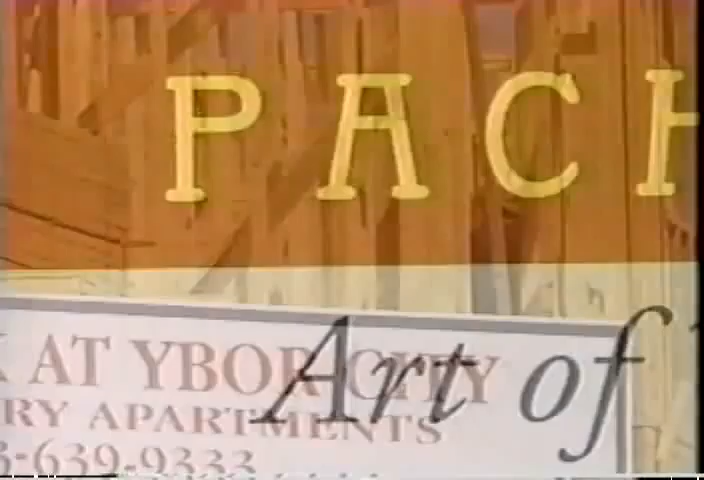 PACH
Art of
AT YBOR CITY
RY APARTMENTS
-639-9333